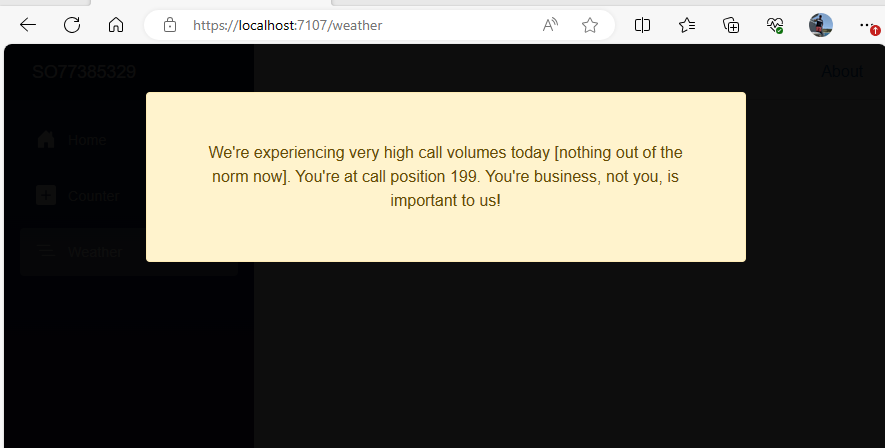 https://localhost:7107/weather
SO77385329
About
We're experiencing very high call volumes today [nothing out of the
norm now]. You're at call position 199. You're business, not you, is
important to us!
Home
Counter
Weather